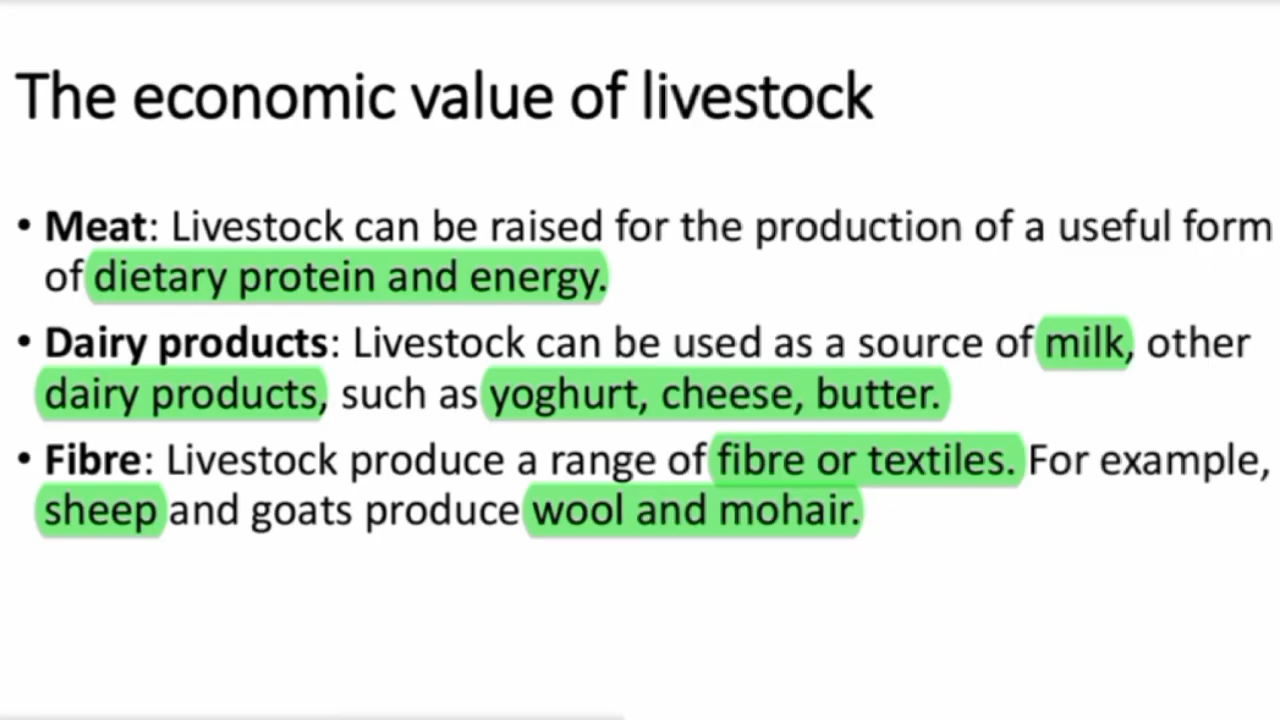 The economic value of livestock
• Meat: Livestock can be raised for the production of a useful form
of dietary protein and energy.
• Dairy products: Livestock can be used as a source of milk, other
dairy products, such as yoghurt, cheese, butter.
• Fibre: Livestock produce a range of fibre or textiles. For example,
sheep and goats produce wool and mohair.